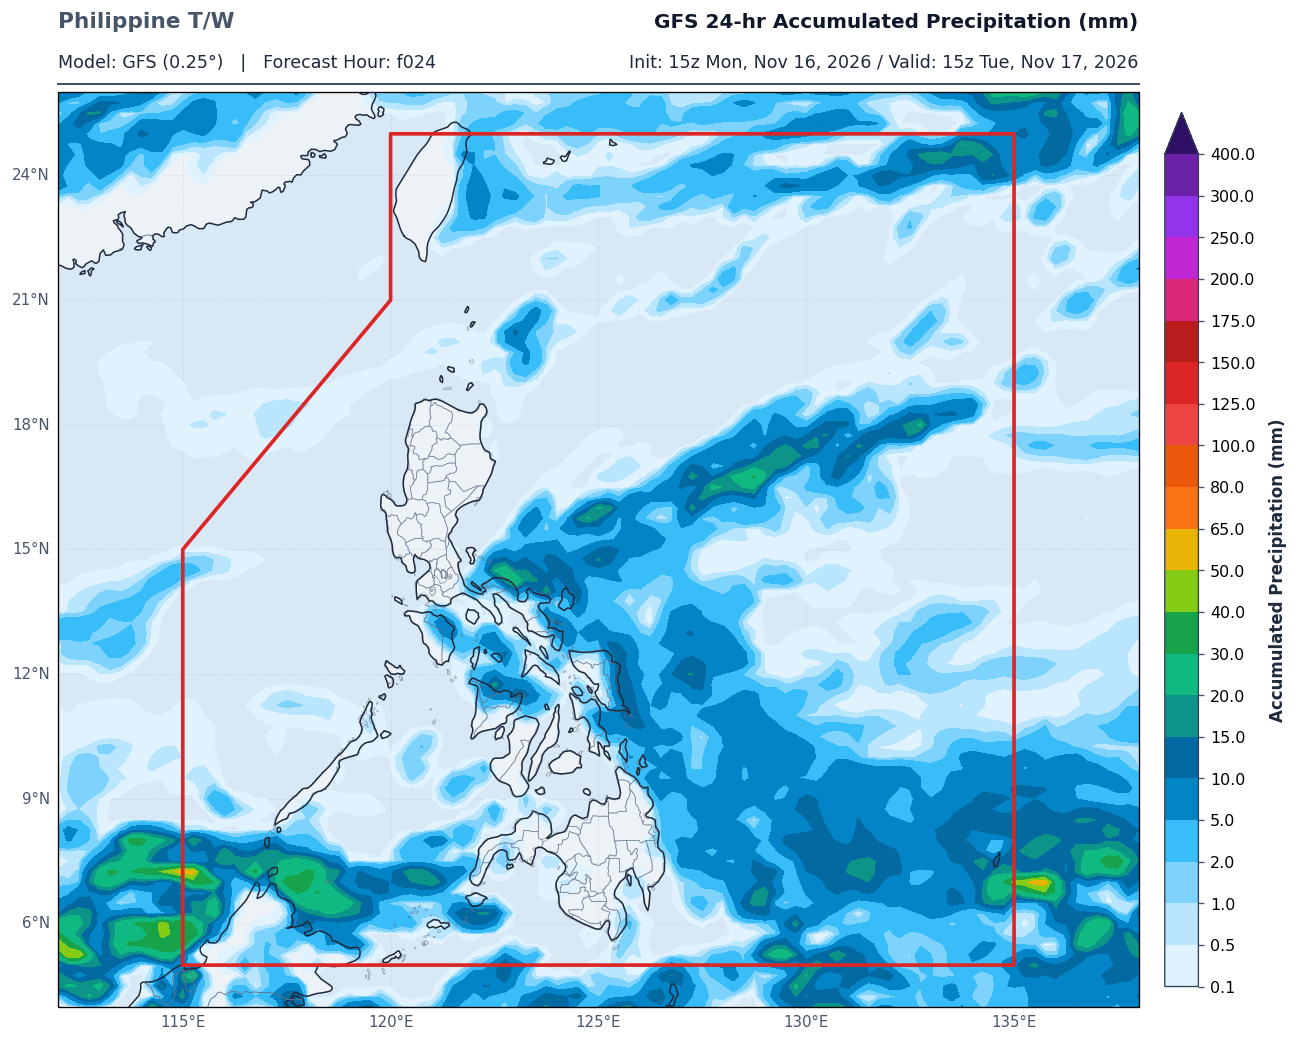 Philippine T/W
GFS 24-hr Accumulated Precipitation (mm)
Model: GFS (0.25°)   |   Forecast Hour: f024
Init: 15z Mon, Nov 16, 2026 / Valid: 15z Tue, Nov 17, 2026
24°N
21°N
18°N
15°N
12°N
9°N
6°N
115°E
120°E
125°E
130°E
135°E
400.0
300.0
250.0
200.0
175.0
150.0
125.0
100.0
80.0
65.0
50.0
40.0
30.0
20.0
15.0
10.0
5.0
2.0
1.0
0.5
0.1
Accumulated Precipitation (mm)